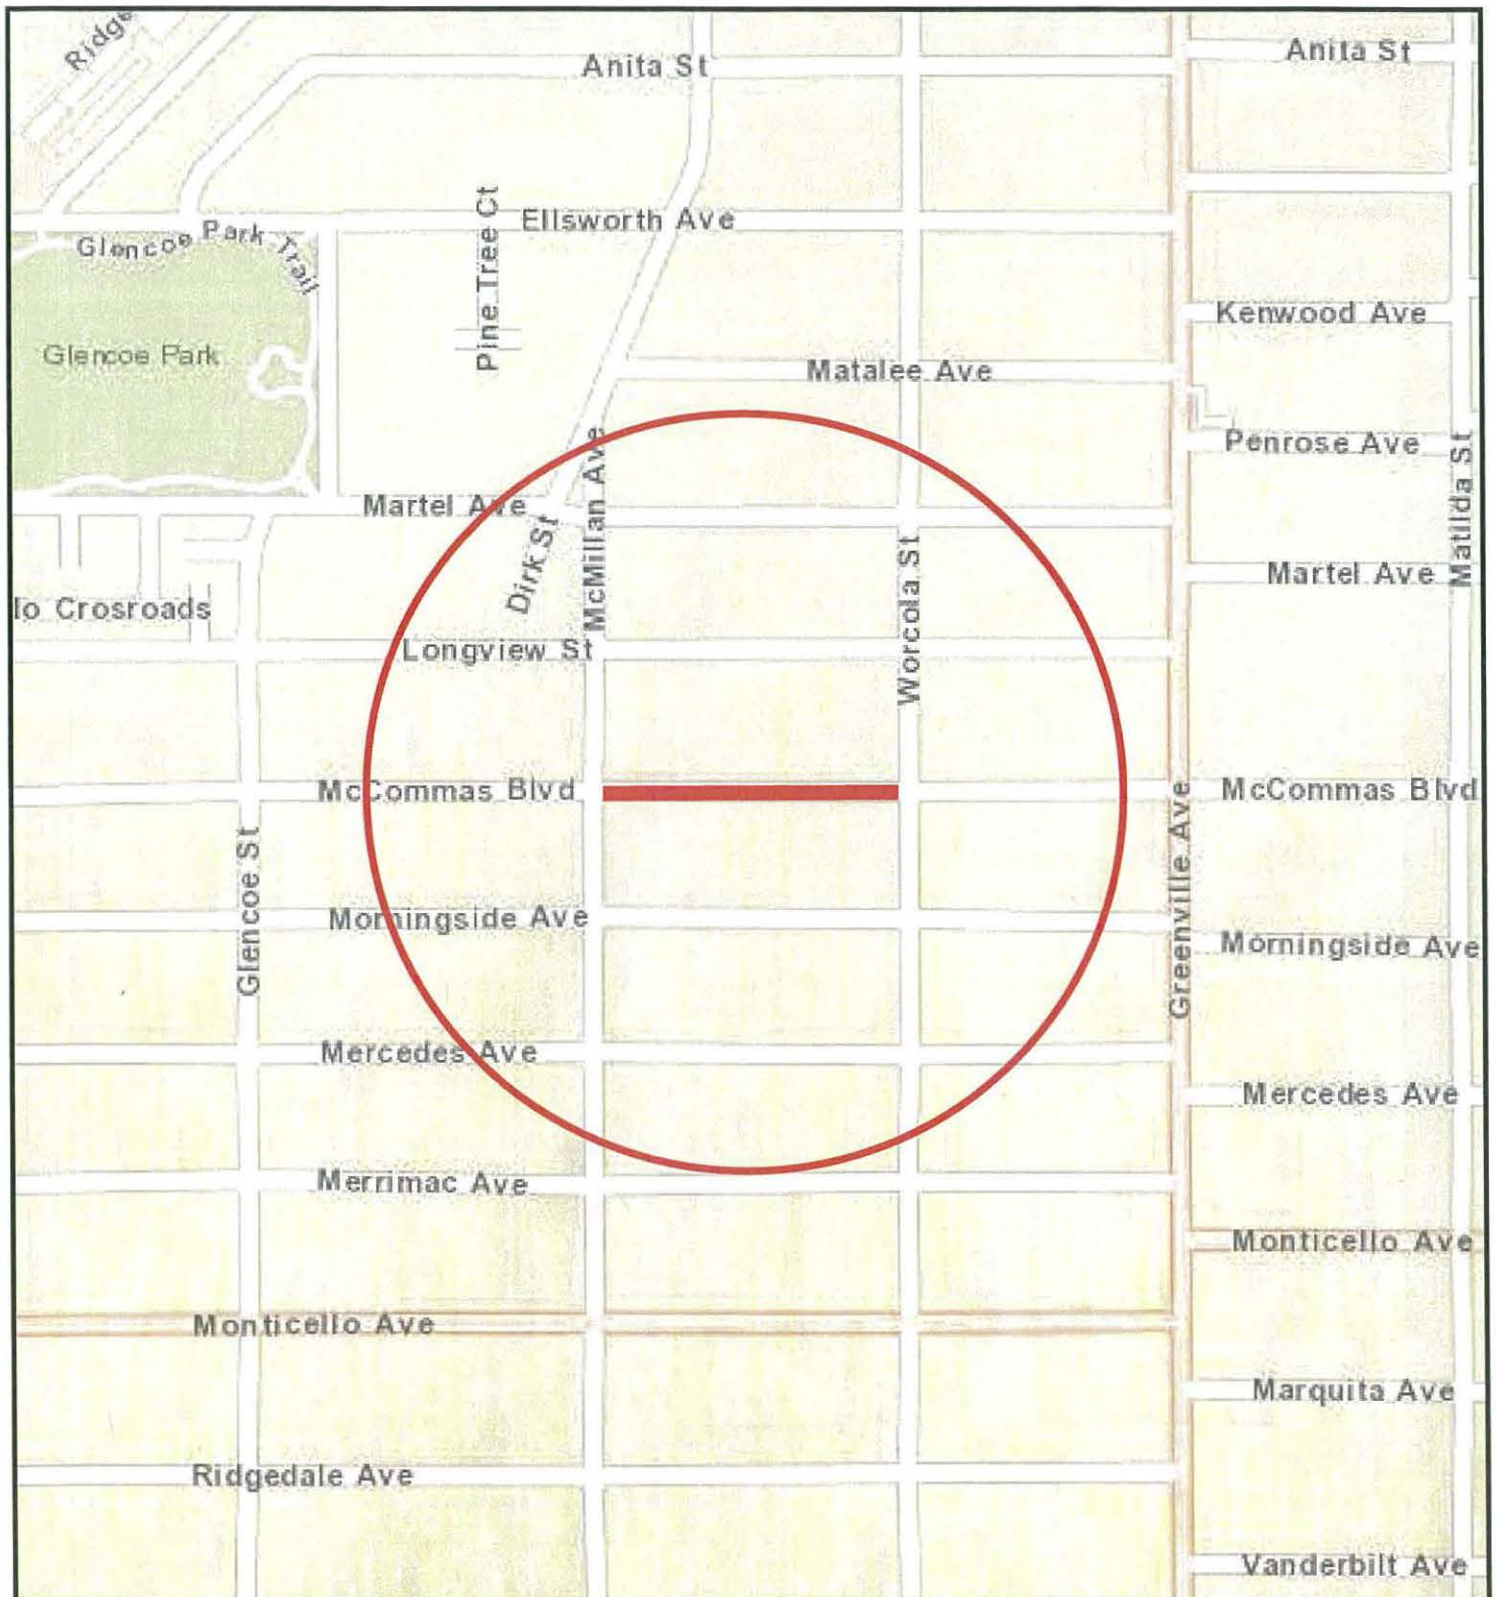 Ridge
Anita St
Anita St
Pine Tree Ct
Ellsworth Ave
Glencoe Park Trail
Kenwood Ave
Glencoe Park
Matalee Ave
McMillan Ave
Penrose Ave
Matilda St
Martel Ave
Dirk St
Worcola St
Martel Ave
lo Crosroads
Longview St
McCommas Blvd
McCommas Blvd
Glencoe St
Greenville Ave
Morningside Ave
Morningside Ave
Mercedes Ave
Mercedes Ave
Merrimac Ave
Monticello Ave
Monticello Ave
Marquita Ave
Ridgedale Ave
Vanderbilt Ave